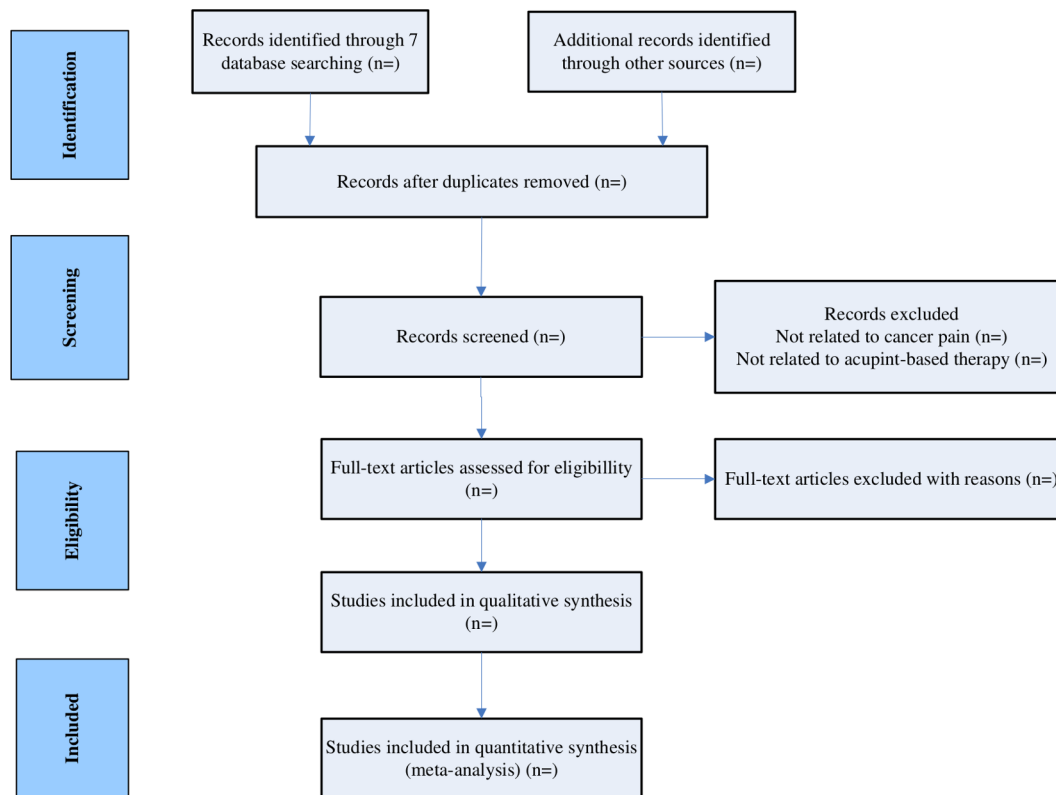 Identification
Records identified through 7
database searching (n=)
Additional records identified
through other sources (n=)
Records after duplicates removed (n=)
Screening
Records screened (n=)
Records excluded
Not related to cancer pain (n=)
Not related to acupint-based therapy (n=)
Eligibility
Full-text articles assessed for eligibillity
(n=)
Full-text articles excluded with reasons (n=)
Studies included in qualitative synthesis
(n=)
Included
Studies included in quantitative synthesis
(meta-analysis) (n=)